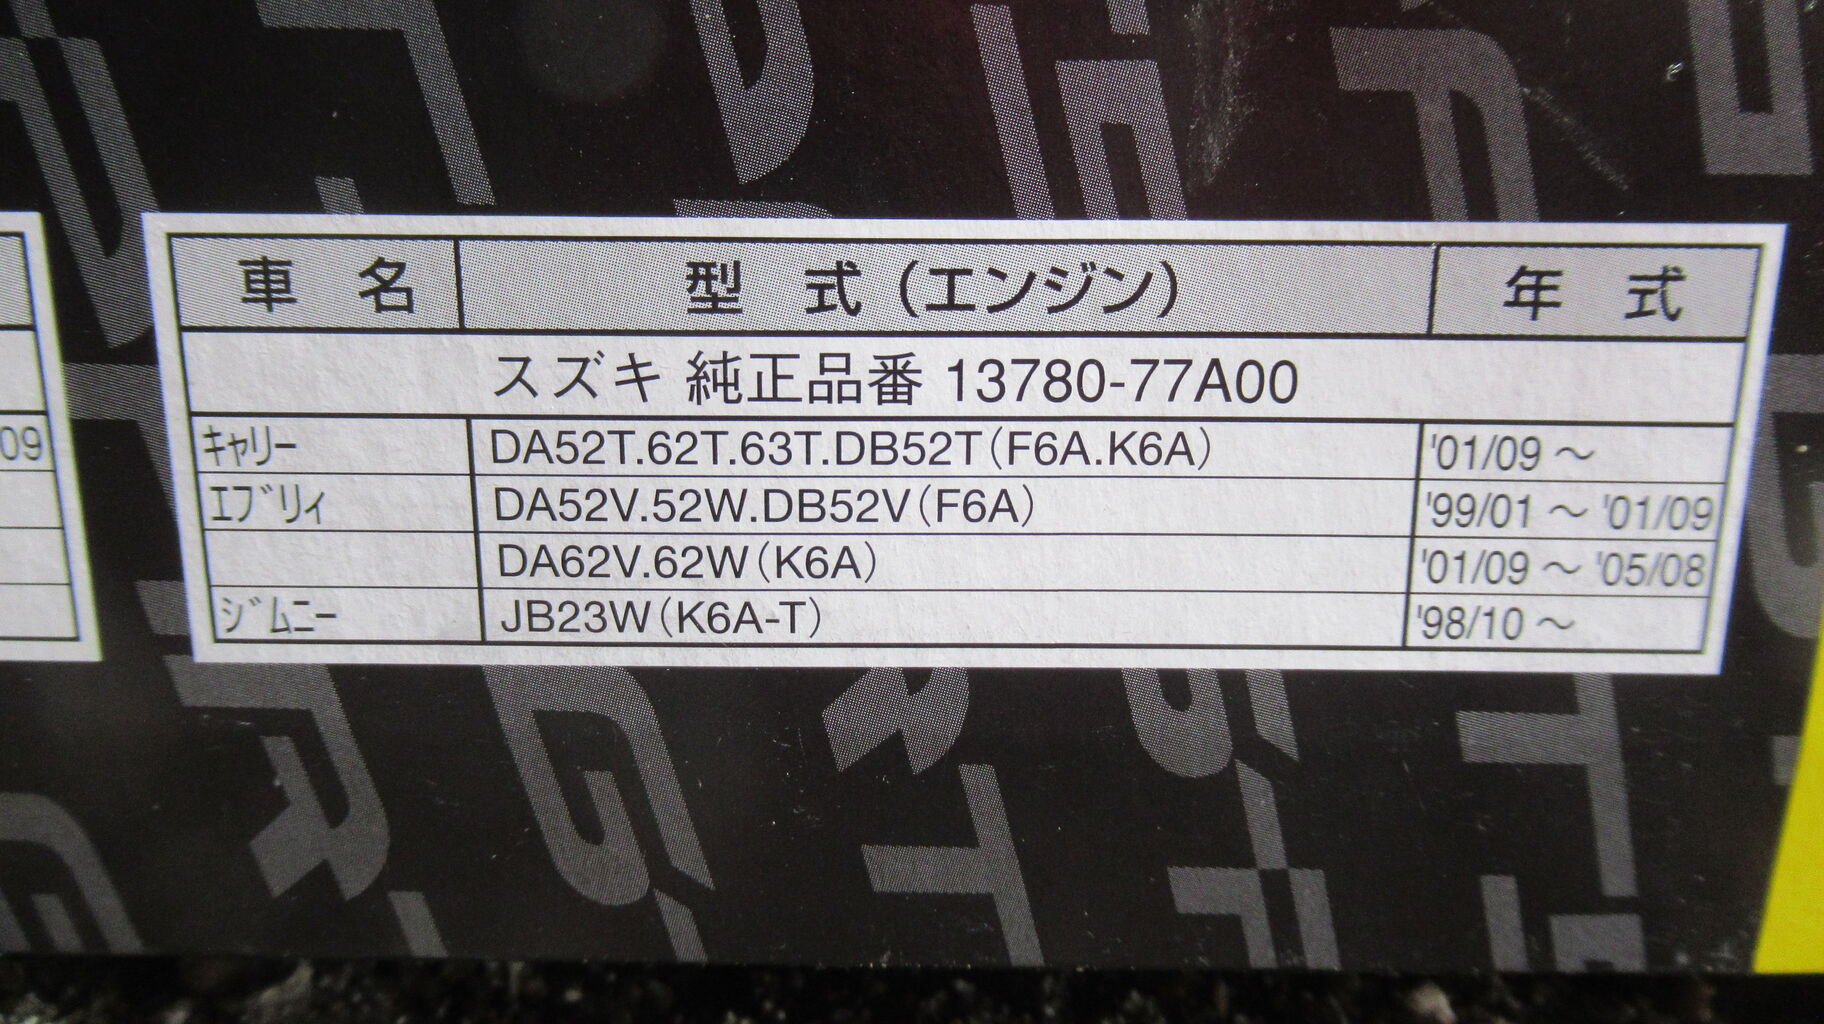 車 名 型 式 (エンジン) 年 式
スズキ 純正品番 13780-77A00
09
ｷｬﾘｰ DA52T.62T.63T.DB52T(F6A.K6A) '01/09 ～
ｴﾌﾞﾘｨ DA52V.52W.DB52V(F6A) '99/01 ～ '01/09
DA62V.62W(K6A) '01/09 ～ '05/08
ｼﾞﾑﾆｰ JB23W(K6A-T) '98/10 ～